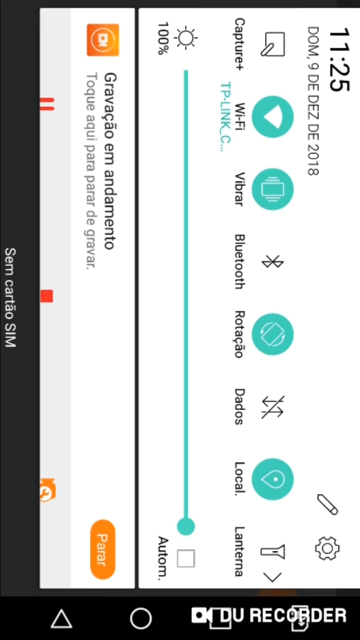 11:25
DOM, 9 DE DEZ DE 2018
Capture+
Wi-Fi
TP-LINK_C...
Vibrar
Bluetooth
Rotação
Dados
Local.
Lanterna
100%
Autom.
Gravação em andamento
Toque aqui para parar de gravar.
Parar
Sem cartão SIM
DU RECORDER